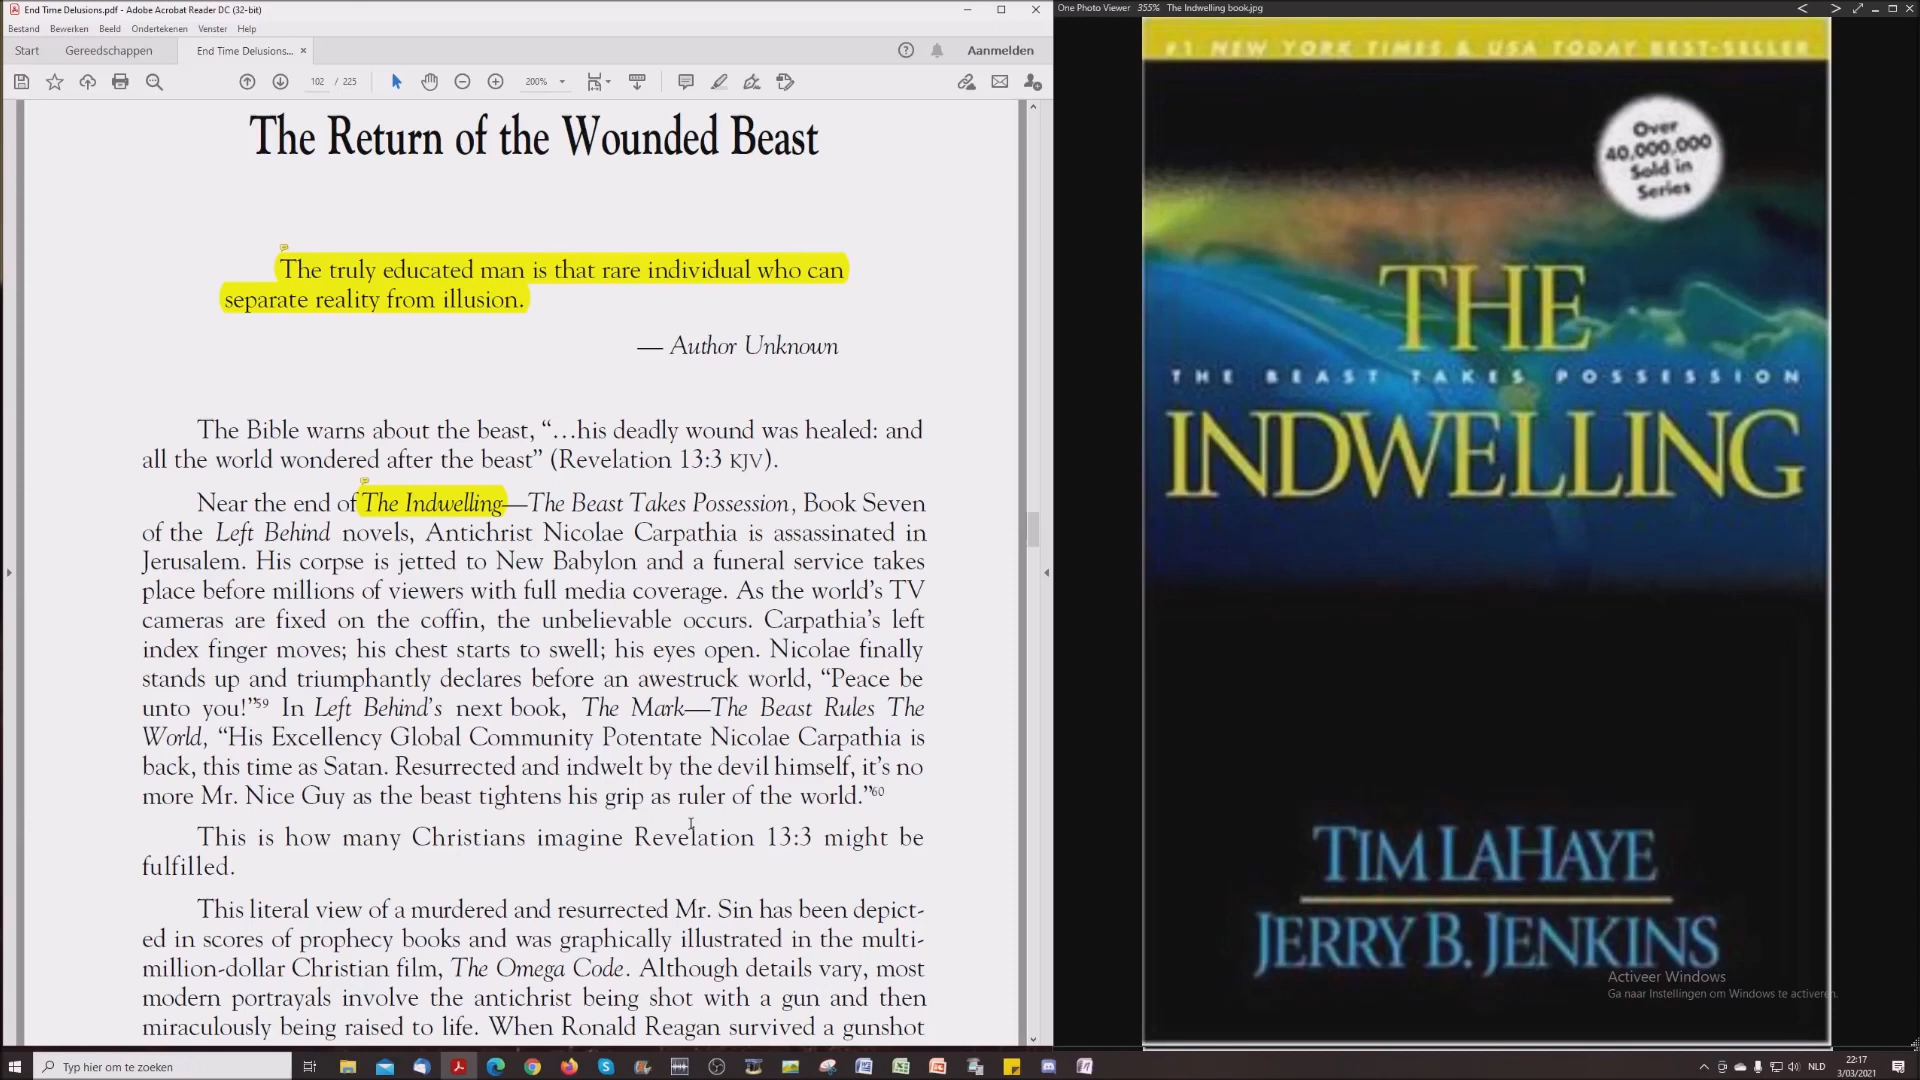 End Time Delusions.pdf - Adobe Acrobat Reader DC (32-bit)
Bestand Bewerken Beeld Ondertekenen Venster Help
Start Gereedschappen End Time Delusions... × Aanmelden
102 / 225 200%
The Return of the Wounded Beast
The truly educated man is that rare individual who can
separate reality from illusion.
— Author Unknown
The Bible warns about the beast, “…his deadly wound was healed: and
all the world wondered after the beast” (Revelation 13:3 KJV).
Near the end of The Indwelling—The Beast Takes Possession, Book Seven
of the Left Behind novels, Antichrist Nicolae Carpathia is assassinated in
Jerusalem. His corpse is jetted to New Babylon and a funeral service takes
place before millions of viewers with full media coverage. As the world’s TV
cameras are fixed on the coffin, the unbelievable occurs. Carpathia’s left
index finger moves; his chest starts to swell; his eyes open. Nicolae finally
stands up and triumphantly declares before an awestruck world, “Peace be
unto you!”59 In Left Behind’s next book, The Mark—The Beast Rules The
World, “His Excellency Global Community Potentate Nicolae Carpathia is
back, this time as Satan. Resurrected and indwelt by the devil himself, it’s no
more Mr. Nice Guy as the beast tightens his grip as ruler of the world.”60
This is how many Christians imagine Revelation 13:3 might be
fulfilled.
This literal view of a murdered and resurrected Mr. Sin has been depict-
ed in scores of prophecy books and was graphically illustrated in the multi-
million-dollar Christian film, The Omega Code. Although details vary, most
modern portrayals involve the antichrist being shot with a gun and then
miraculously being raised to life. When Ronald Reagan survived a gunshot
One Photo Viewer 355% The Indwelling book.jpg
#1 NEW YORK TIMES & USA TODAY BEST-SELLER
Over
40,000,000
Sold in
Series
THE
THE BEAST TAKES POSSESSION
INDWELLING
TIM LAHAYE
JERRY B. JENKINS
Activeer Windows
Ga naar Instellingen om Windows te activeren.
Typ hier om te zoeken
NLD
22:17
3/03/2021